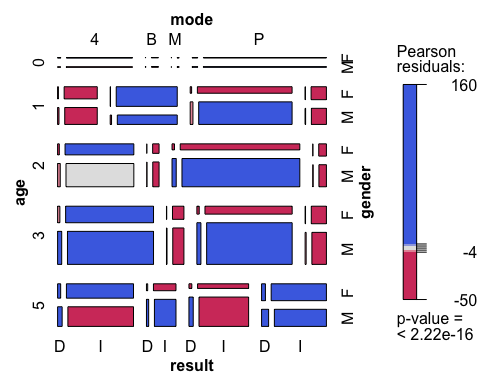 mode
4 B M P
0 F M
1 F M
2 F M
3 F M
5 F M
age
gender
D I D I D I D I
result
Pearson
residuals:
160
-4
-50
p-value =
< 2.22e-16